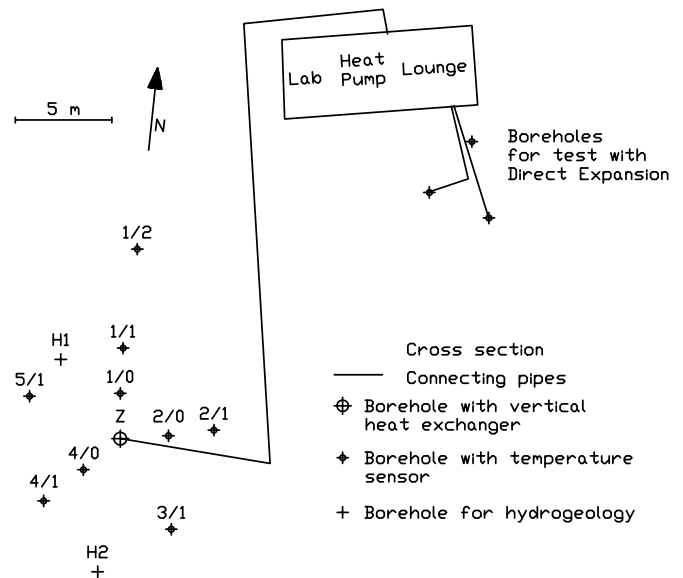 Heat
Lab Pump Lounge
5 m
N
Boreholes
for test with
Direct Expansion
1/2
H1
1/1
5/1
1/0
Z
2/0
2/1
4/0
4/1
3/1
H2
Cross section
Connecting pipes
Borehole with vertical
heat exchanger
Borehole with temperature
sensor
Borehole for hydrogeology